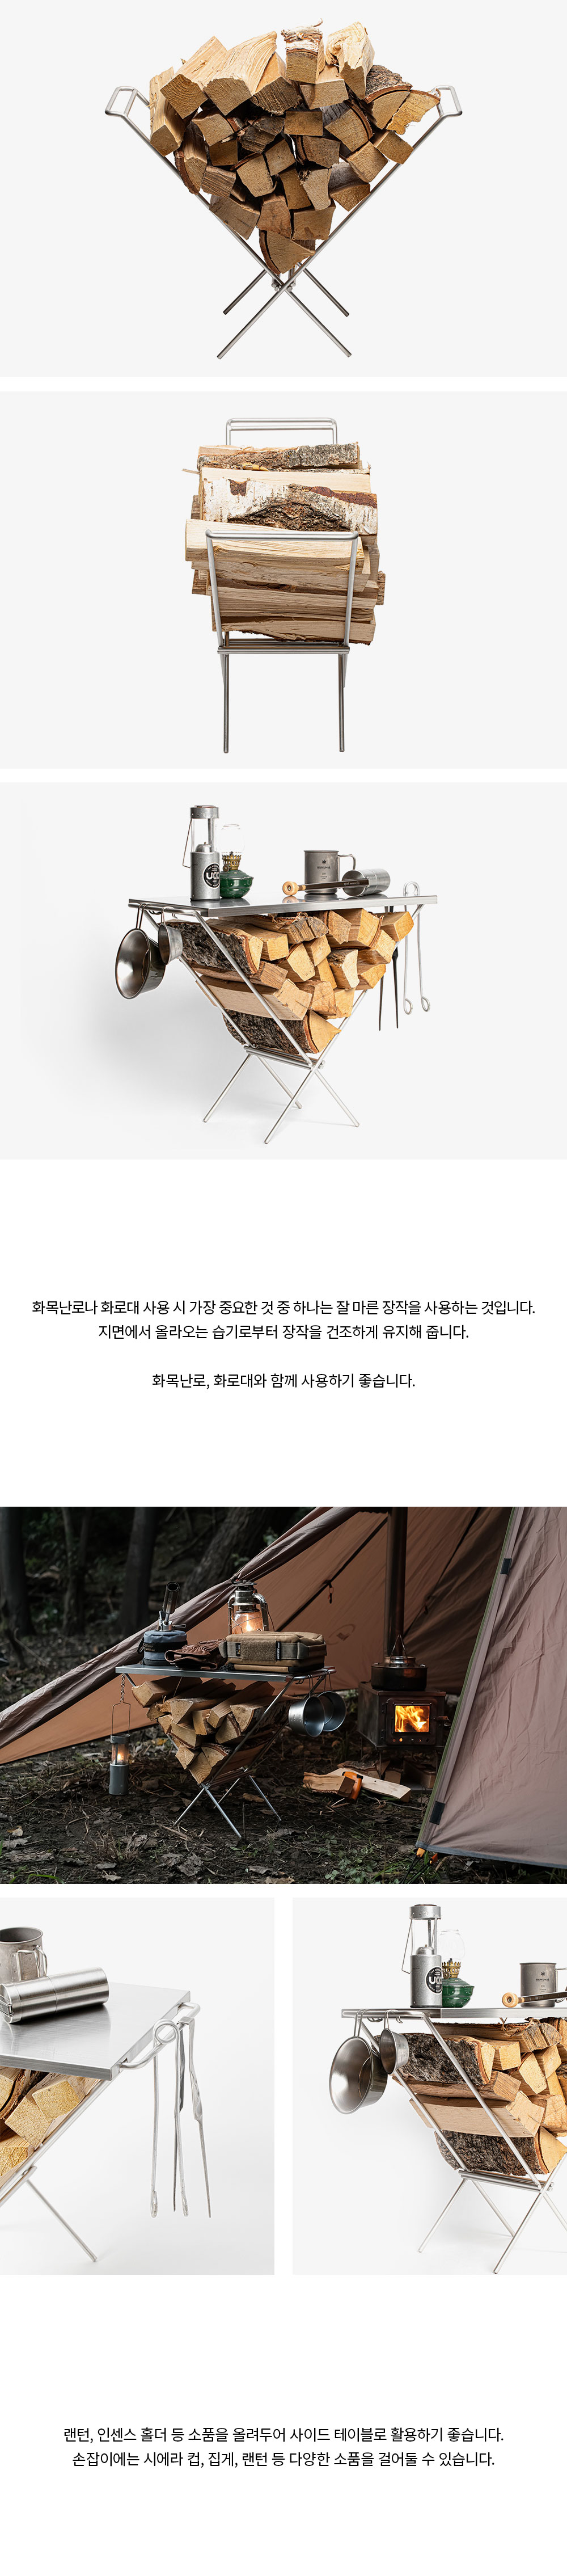 화목난로나 화로대 사용 시 가장 중요한 것 중 하나는 잘 마른 장작을 사용하는 것입니다.
지면에서 올라오는 습기로부터 장작을 건조하게 유지해 줍니다.
화목난로, 화로대와 함께 사용하기 좋습니다.
랜턴, 인센스 홀더 등 소품을 올려두어 사이드 테이블로 활용하기 좋습니다.
손잡이에는 시에라 컵, 집게, 랜턴 등 다양한 소품을 걸어둘 수 있습니다.